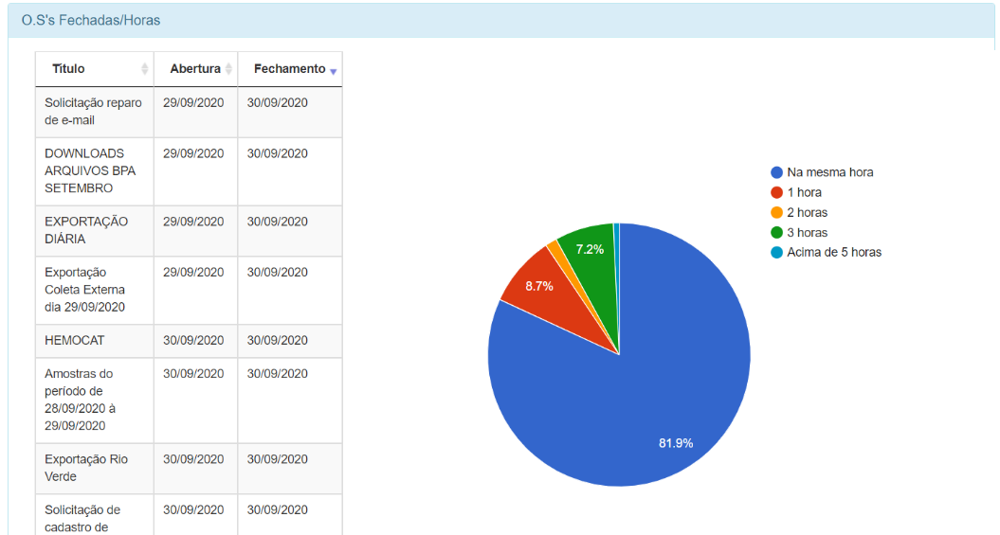 O.S's Fechadas/Horas
Título Abertura Fechamento
Solicitação reparo 29/09/2020 30/09/2020
de e-mail
DOWNLOADS 29/09/2020 30/09/2020
ARQUIVOS BPA
SETEMBRO
EXPORTAÇÃO 29/09/2020 30/09/2020
DIÁRIA
Exportação 29/09/2020 30/09/2020
Coleta Externa
dia 29/09/2020
HEMOCAT 30/09/2020 30/09/2020
Amostras do 30/09/2020 30/09/2020
período de
28/09/2020 à
29/09/2020
Exportação Rio 30/09/2020 30/09/2020
Verde
Solicitação de 30/09/2020 30/09/2020
cadastro de
7.2%
8.7%
81.9%
Na mesma hora
1 hora
2 horas
3 horas
Acima de 5 horas